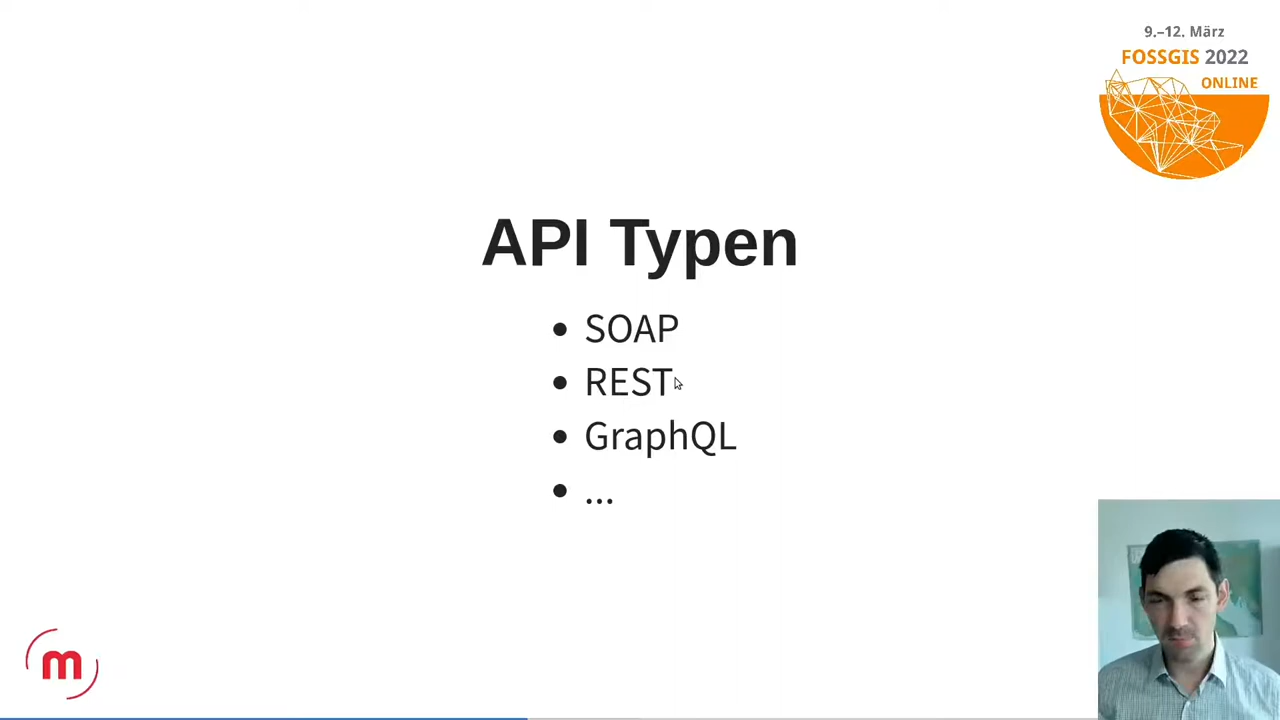 9.–12. März
FOSSGIS 2022
ONLINE
API Typen
SOAP
REST
GraphQL
...
m